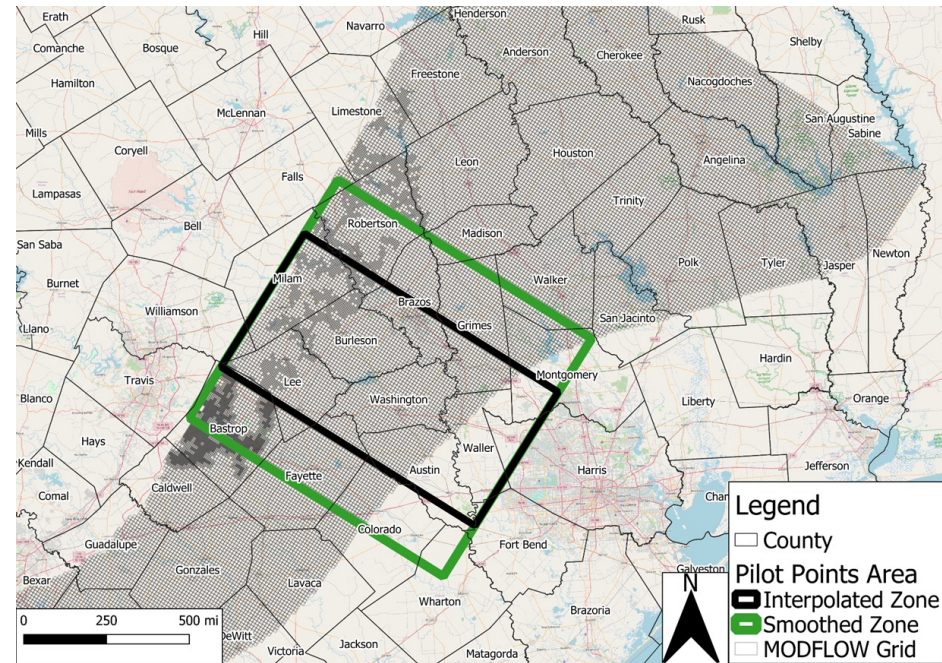 Erath
Hill
Navarro
Henderson
Rusk
Comanche
Bosque
Anderson
Cherokee
Shelby
Hamilton
Freestone
Nacogdoches
McLennan
Limestone
San Augustine
Sabine
Mills
Coryell
Leon
Houston
Angelina
Falls
Lampasas
Trinity
Bell
Robertson
Madison
San Saba
Polk
Tyler
Jasper
Newton
Burnet
Milam
Walker
Williamson
Brazos
Llano
Grimes
San Jacinto
Burleson
Hardin
Travis
Lee
Montgomery
Blanco
Washington
Liberty
Orange
Hays
Bastrop
Waller
Kendall
Fayette
Austin
Harris
Jefferson
Comal
Caldwell
Colorado
Guadalupe
Fort Bend
Galveston
Bexar
Gonzales
Lavaca
Wharton
Brazoria
DeWitt
Victoria
Jackson
Matagorda
0 250 500 mi
N
Legend
County
Pilot Points Area
Interpolated Zone
Smoothed Zone
MODFLOW Grid